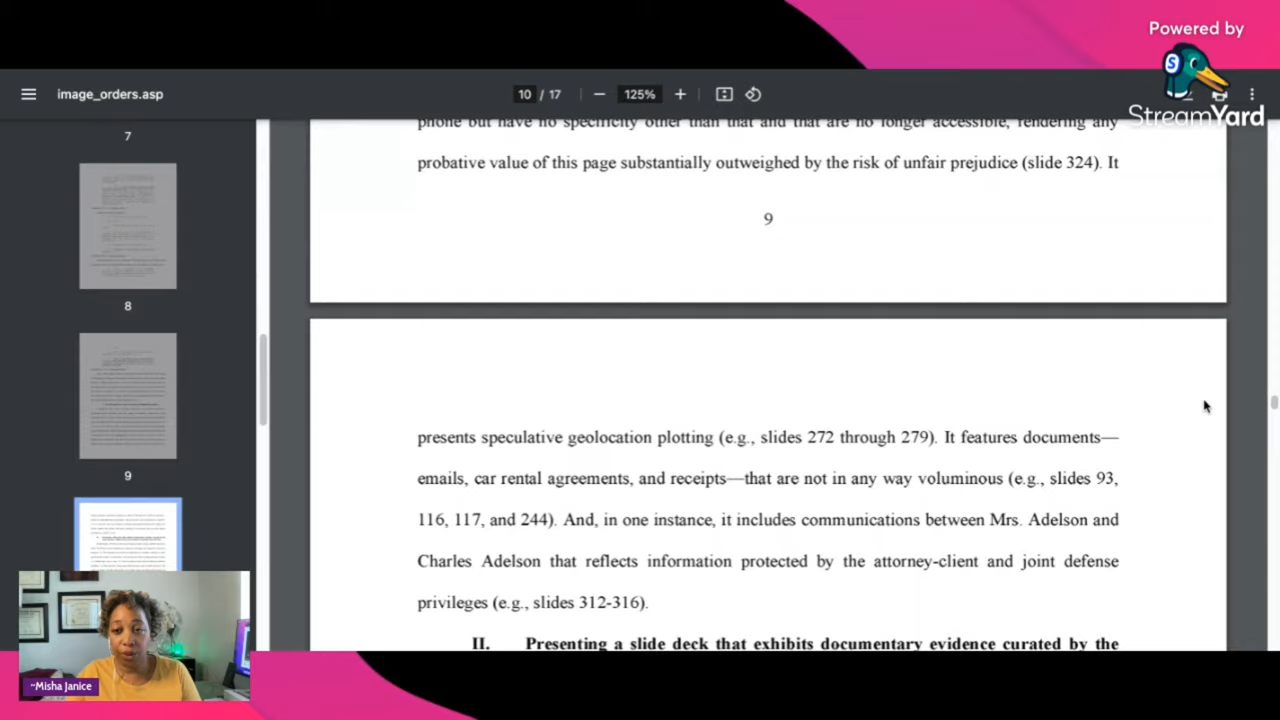 Powered by
StreamYard
image_orders.asp
10 / 17
125%
7
8
9
phone but have no specificity other than that and that are no longer accessible, rendering any
probative value of this page substantially outweighed by the risk of unfair prejudice (slide 324). It
9
presents speculative geolocation plotting (e.g., slides 272 through 279). It features documents—
emails, car rental agreements, and receipts—that are not in any way voluminous (e.g., slides 93,
116, 117, and 244). And, in one instance, it includes communications between Mrs. Adelson and
Charles Adelson that reflects information protected by the attorney-client and joint defense
privileges (e.g., slides 312-316).
II. Presenting a slide deck that exhibits documentary evidence curated by the
~Misha Janice